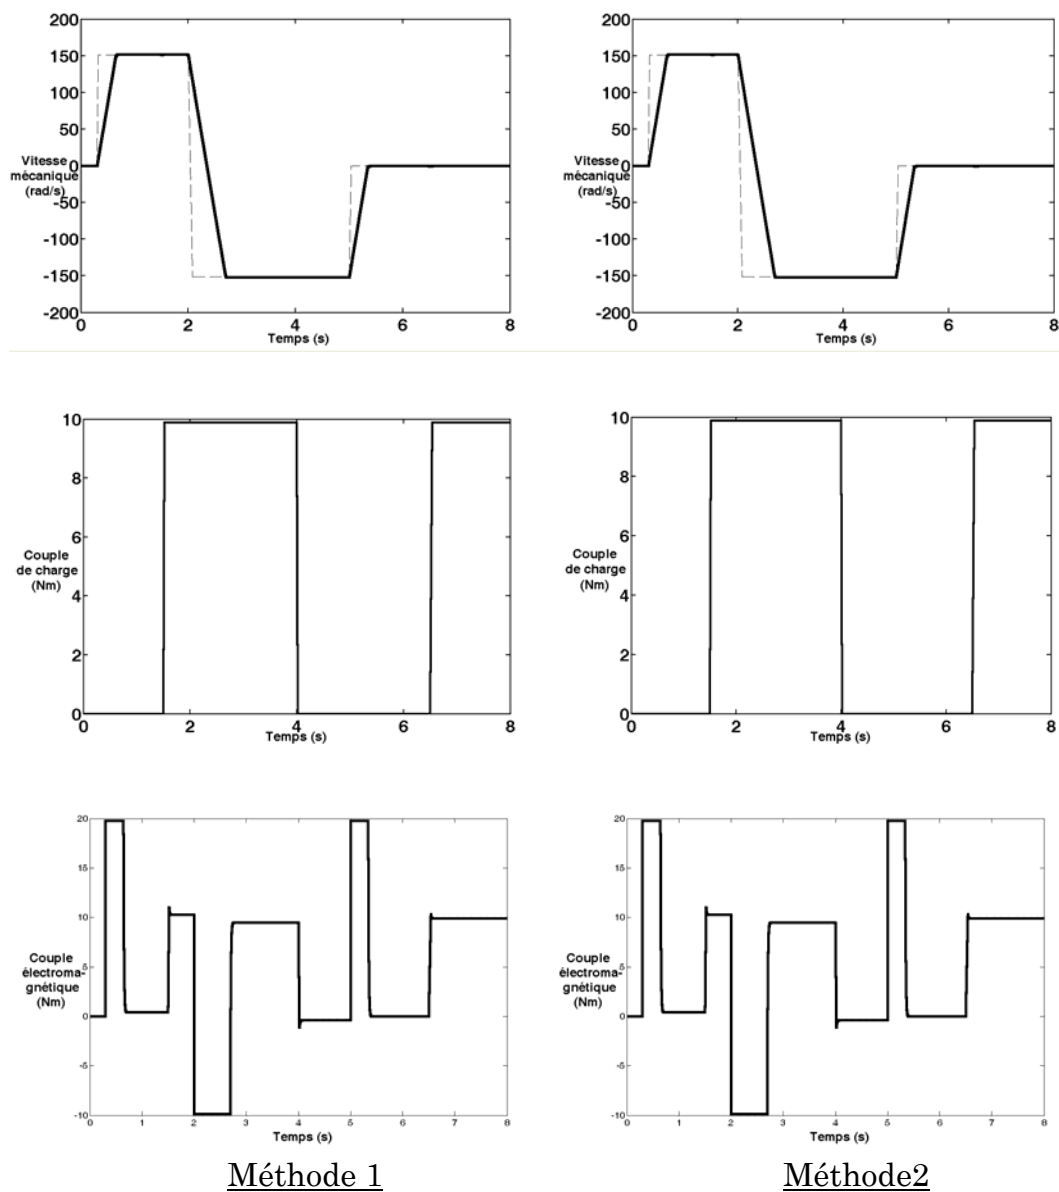 200
150
100
50
0
-50
-100
-150
-200
Vitesse
mécanique
(rad/s)
0 2 4 6 8
Temps (s)
200
150
100
50
0
-50
-100
-150
-200
Vitesse
mécanique
(rad/s)
0 2 4 6 8
Temps (s)
10
8
6
4
2
0
Couple
de charge
(Nm)
0 2 4 6 8
Temps (s)
10
8
6
4
2
0
Couple
de charge
(Nm)
0 2 4 6 8
Temps (s)
20
15
10
5
0
-5
-10
Couple
électroma-
gnétique
(Nm)
0 1 2 3 4 5 6 7 8
Temps (s)
20
15
10
5
0
-5
-10
Couple
électroma-
gnétique
(Nm)
0 1 2 3 4 5 6 7 8
Temps (s)
Méthode 1
Méthode2